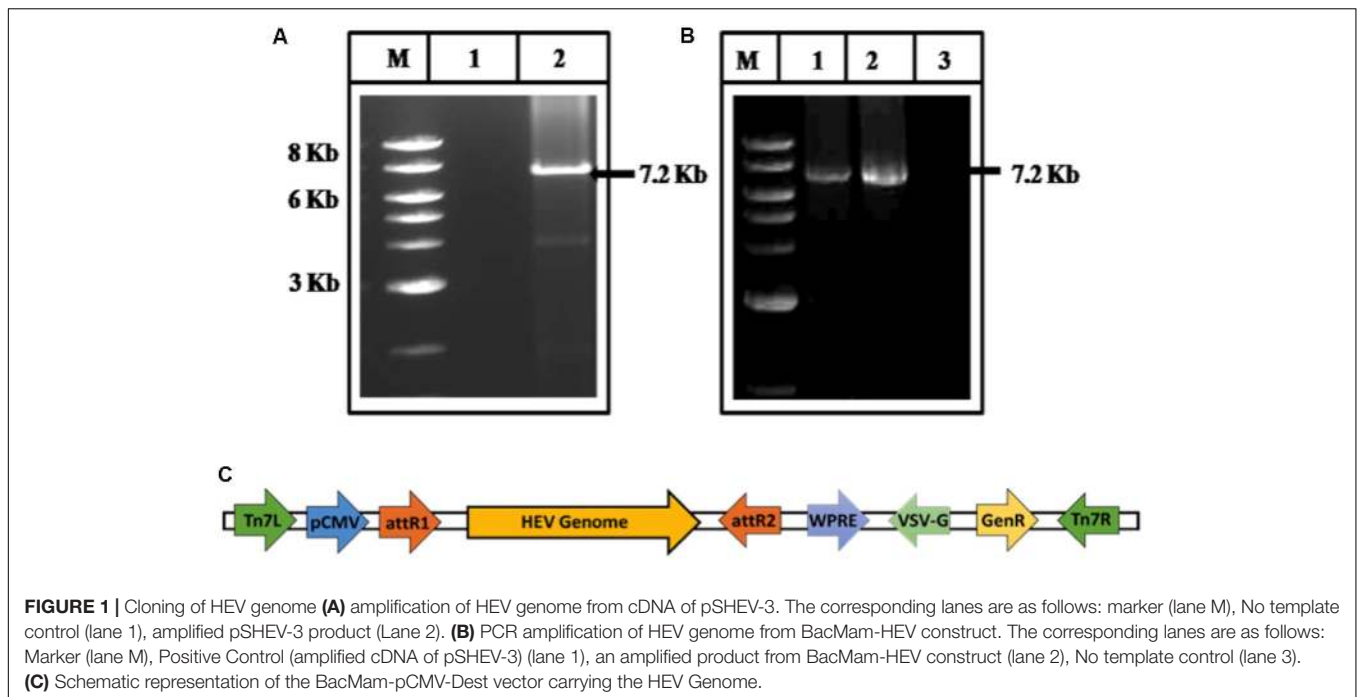 A
B
M 1 2
M 1 2 3
8 Kb
6 Kb
3 Kb
7.2 Kb
7.2 Kb
C
Tn7L pCMV attR1 HEV Genome attR2 WPRE VSV-G GenR Tn7R
FIGURE 1 | Cloning of HEV genome (A) amplification of HEV genome from cDNA of pSHEV-3. The corresponding lanes are as follows: marker (lane M), No template
control (lane 1), amplified pSHEV-3 product (Lane 2). (B) PCR amplification of HEV genome from BacMam-HEV construct. The corresponding lanes are as follows:
Marker (lane M), Positive Control (amplified cDNA of pSHEV-3) (lane 1), an amplified product from BacMam-HEV construct (lane 2), No template control (lane 3).
(C) Schematic representation of the BacMam-pCMV-Dest vector carrying the HEV Genome.